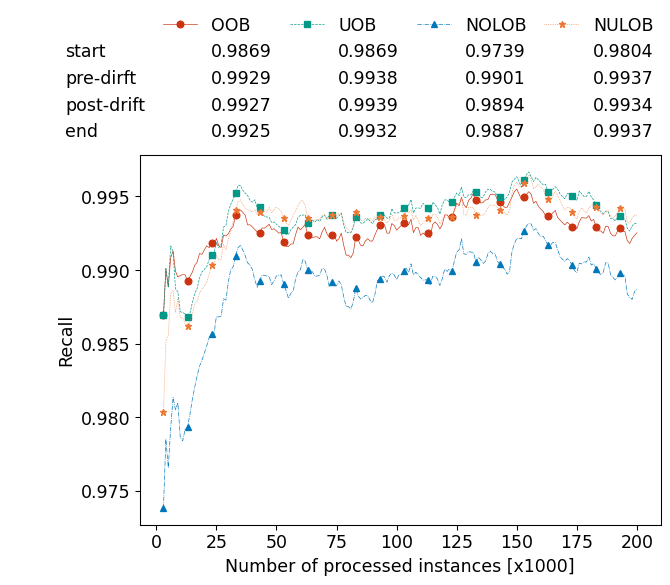 OOB UOB NOLOB NULOB
start 0.9869 0.9869 0.9739 0.9804
pre-dirft 0.9929 0.9938 0.9901 0.9937
post-drift 0.9927 0.9939 0.9894 0.9934
end 0.9925 0.9932 0.9887 0.9937
0.995
0.990
0.985
0.980
0.975
Recall
0 25 50 75 100 125 150 175 200
Number of processed instances [x1000]